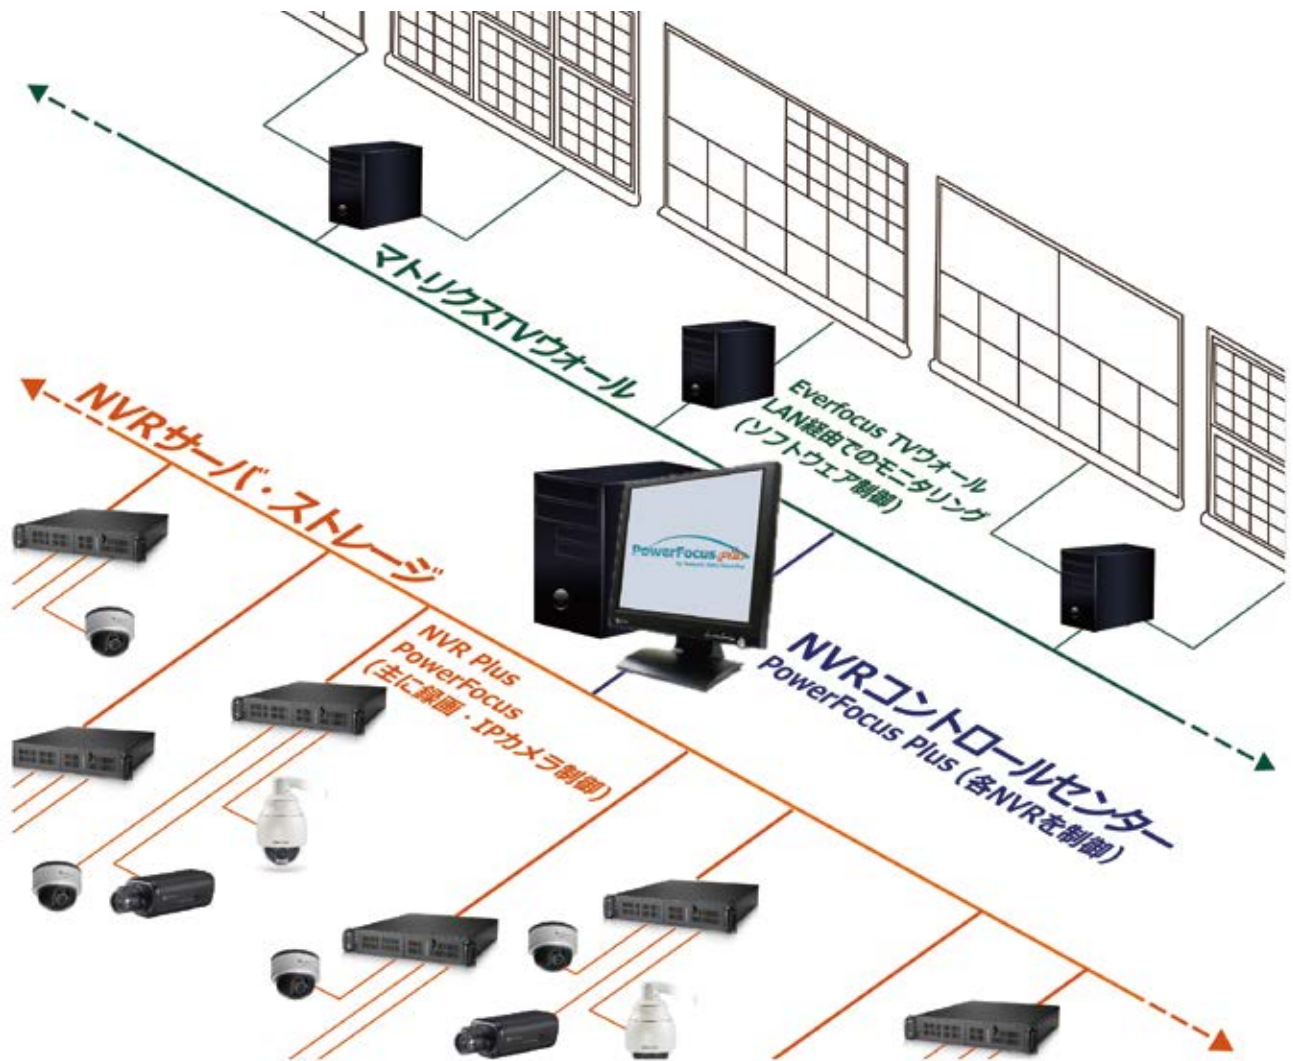 マトリクスTVウォール
Everfocus TVウォール
LAN経由でのモニタリング
(ソフトウェア制御)
NVRサーバ・ストレージ
NVR Plus
PowerFocus
(主に録画・IPカメラ制御)
PowerFocus plus
NVRコントロールセンター
PowerFocus Plus (各NVRを制御)